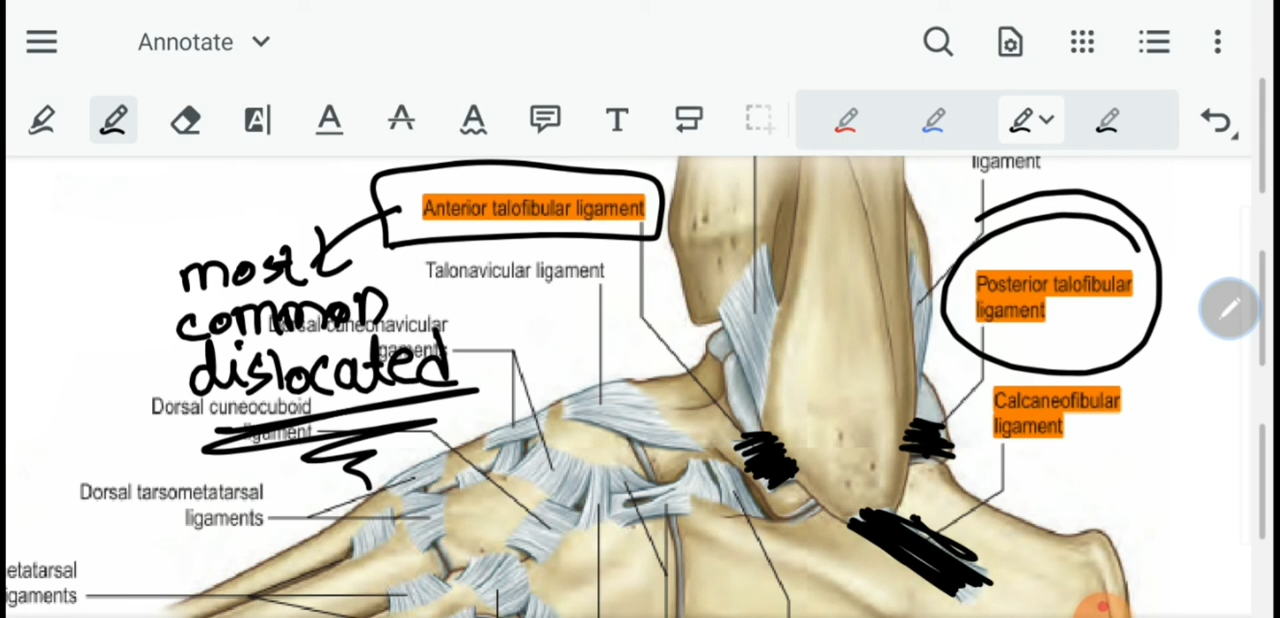 Annotate
ligament
Anterior talofibular ligament
most
Talonavicular ligament
Posterior talofibular
ligament
common
Dorsal cuneonavicular
ligaments
dislocated
Calcaneofibular
ligament
Dorsal cuneocuboid
ligament
Dorsal tarsometatarsal
ligaments
etatarsal
igaments